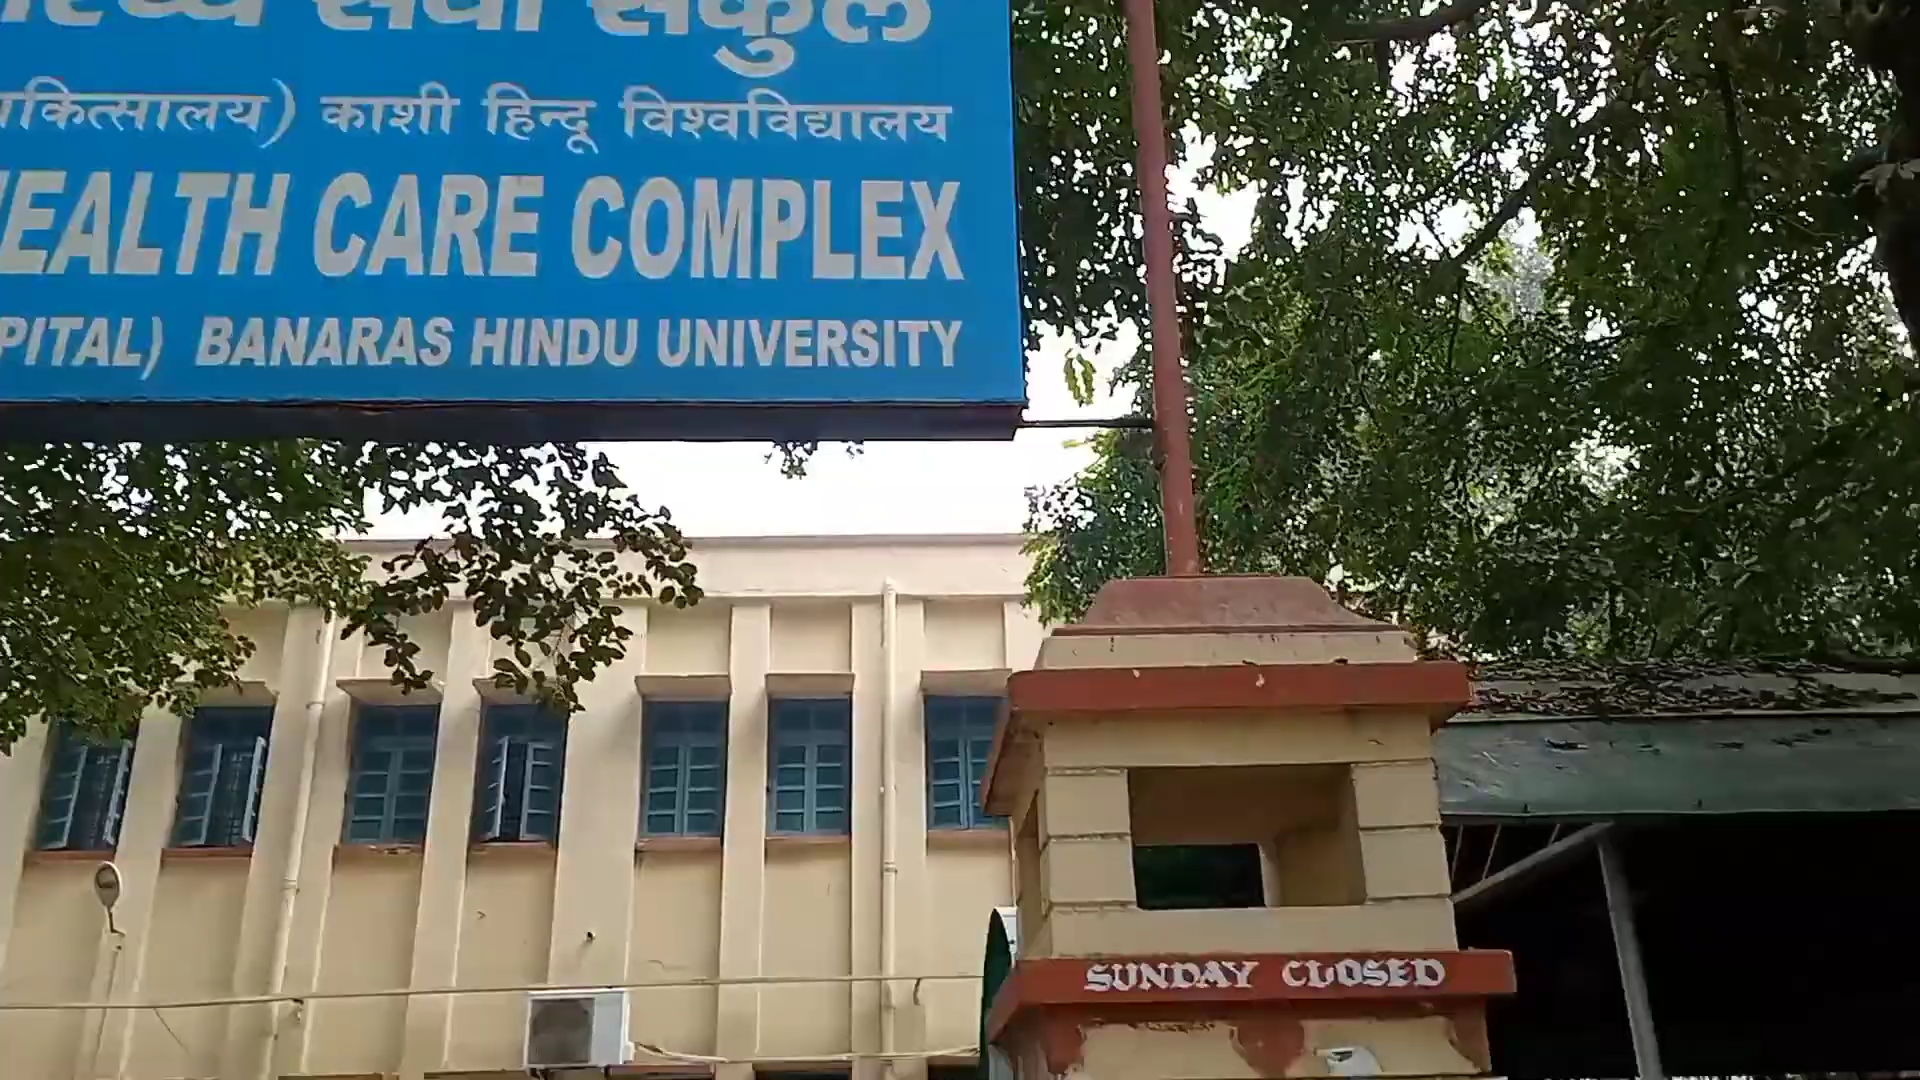 सेवा संकुल
काशी हिन्दू विश्वविद्यालय
HEALTH CARE COMPLEX
BANARAS HINDU UNIVERSITY
SUNDAY CLOSED